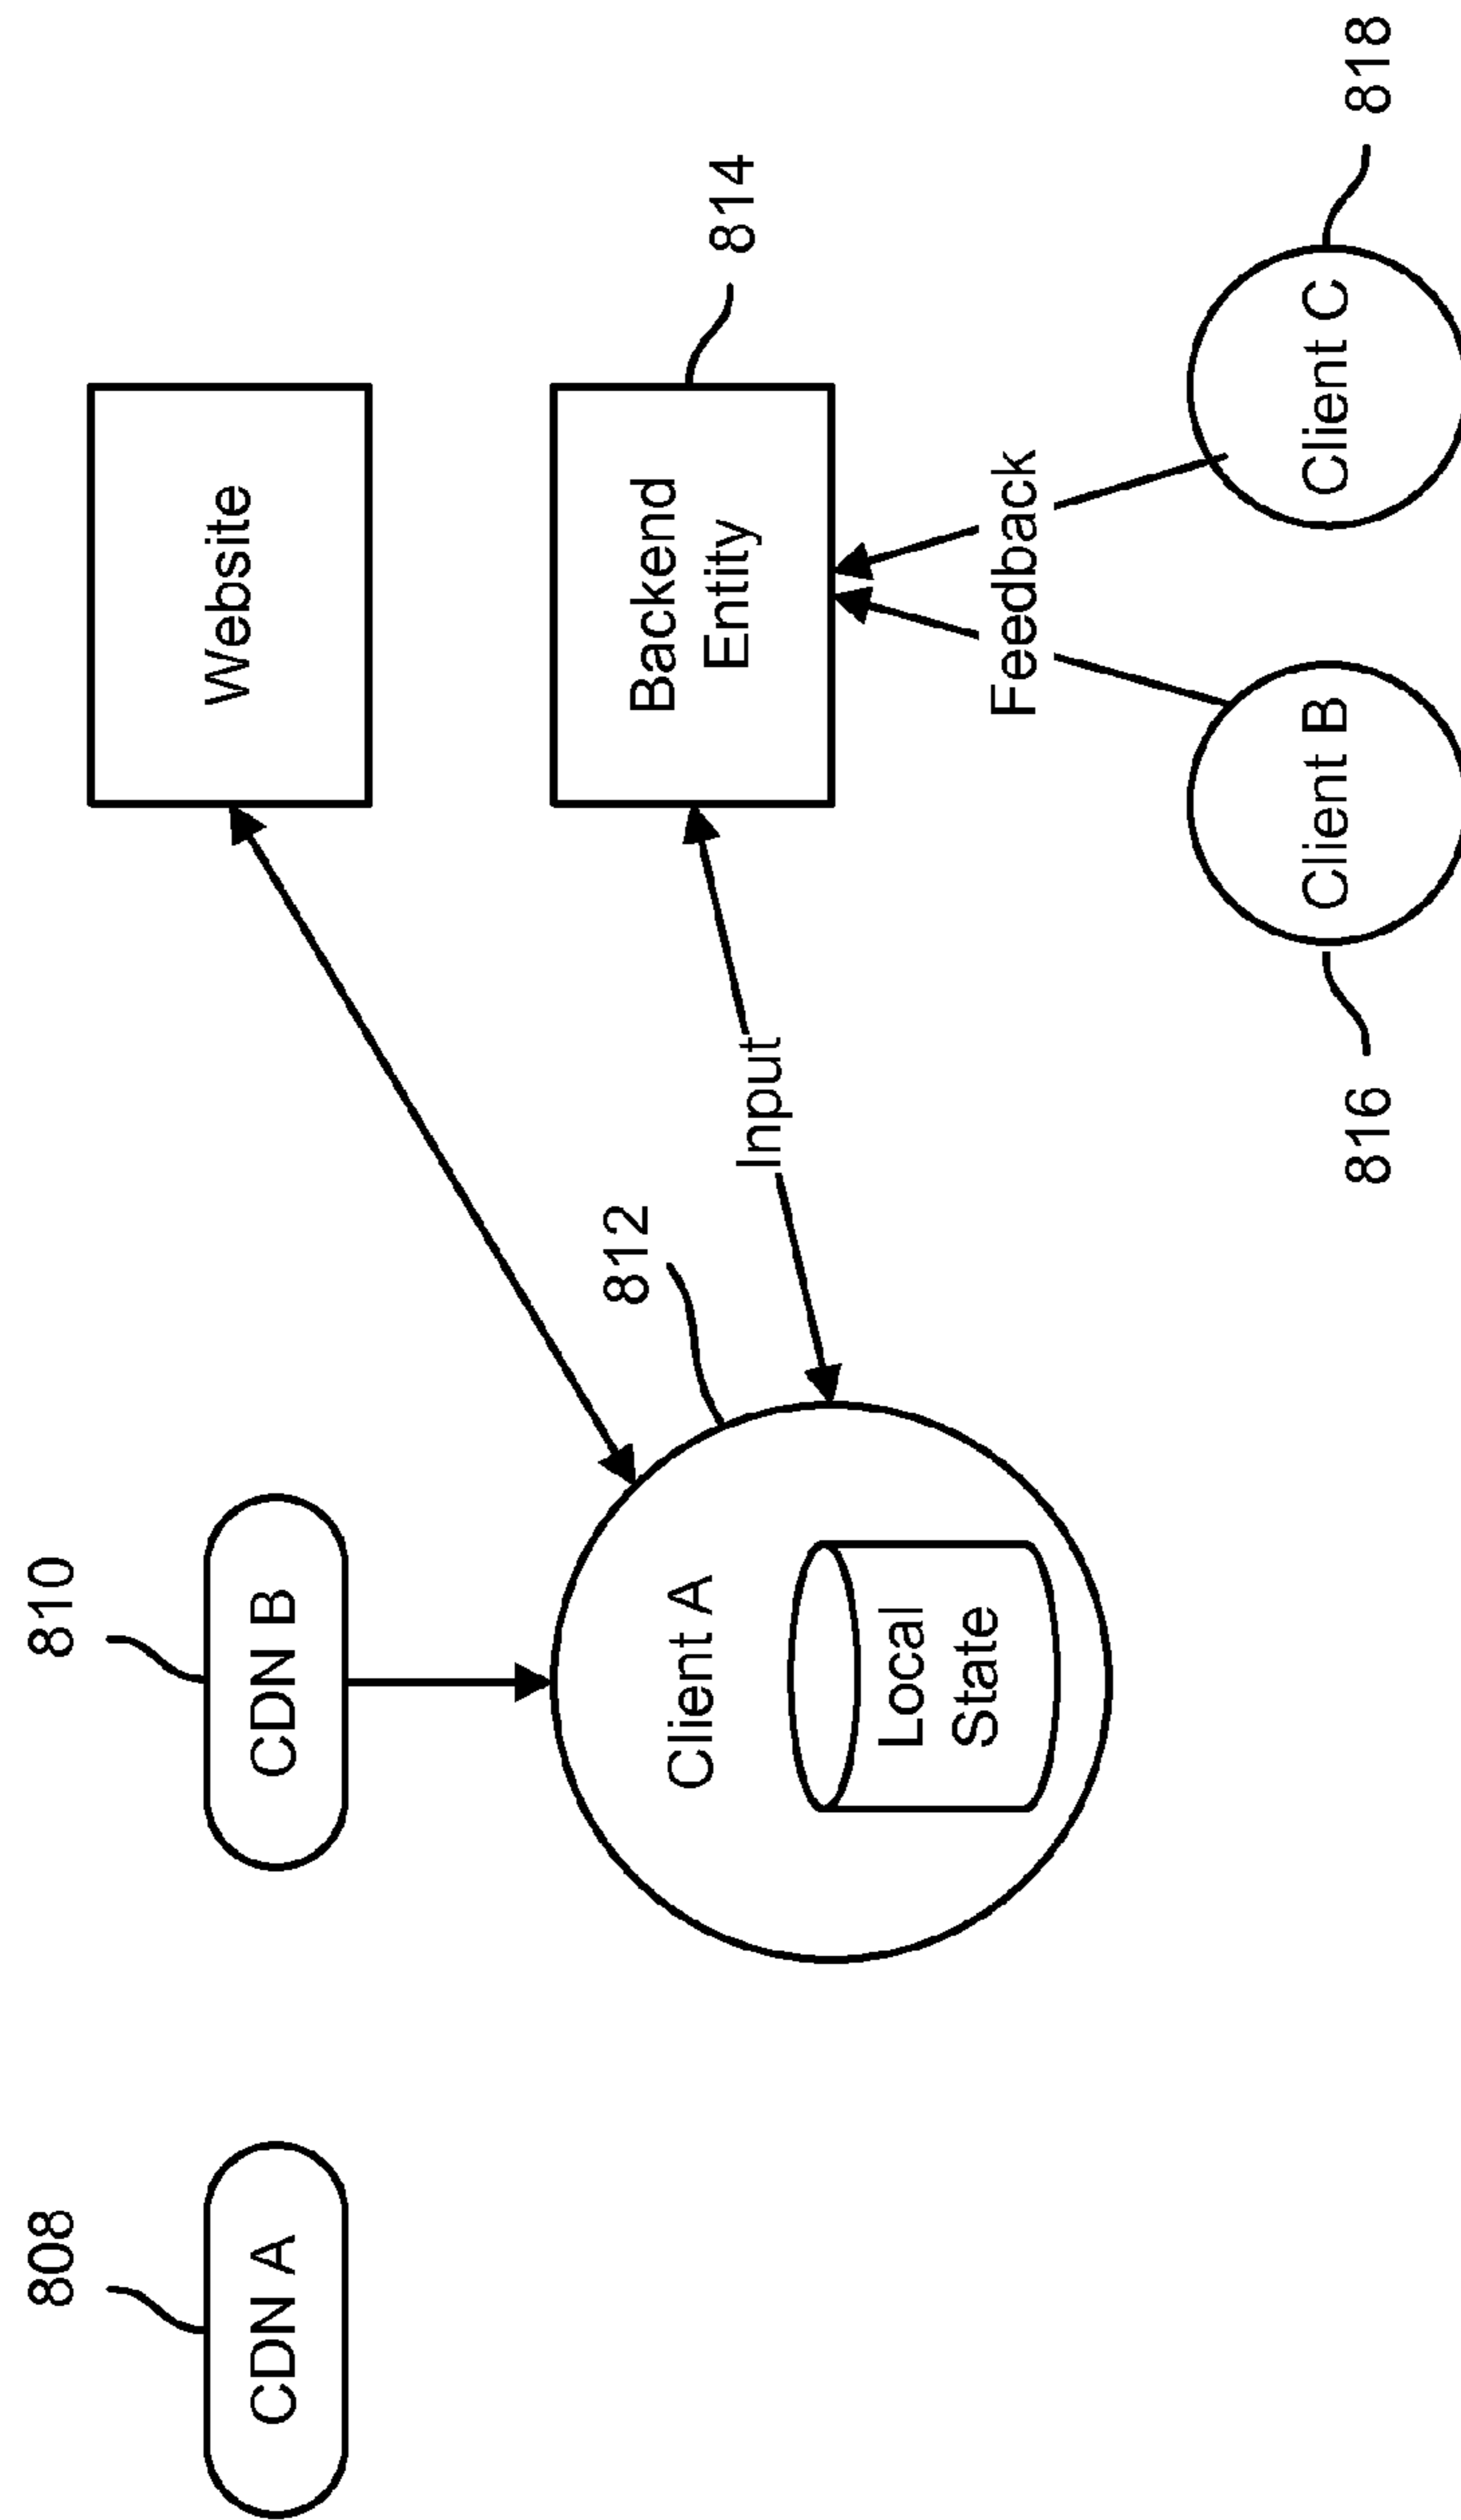 808
810
CDN A
CDN B
Website
812
814
Client A
Backend
Entity
Input
Local
State
Feedback
Client B
Client C
816
818